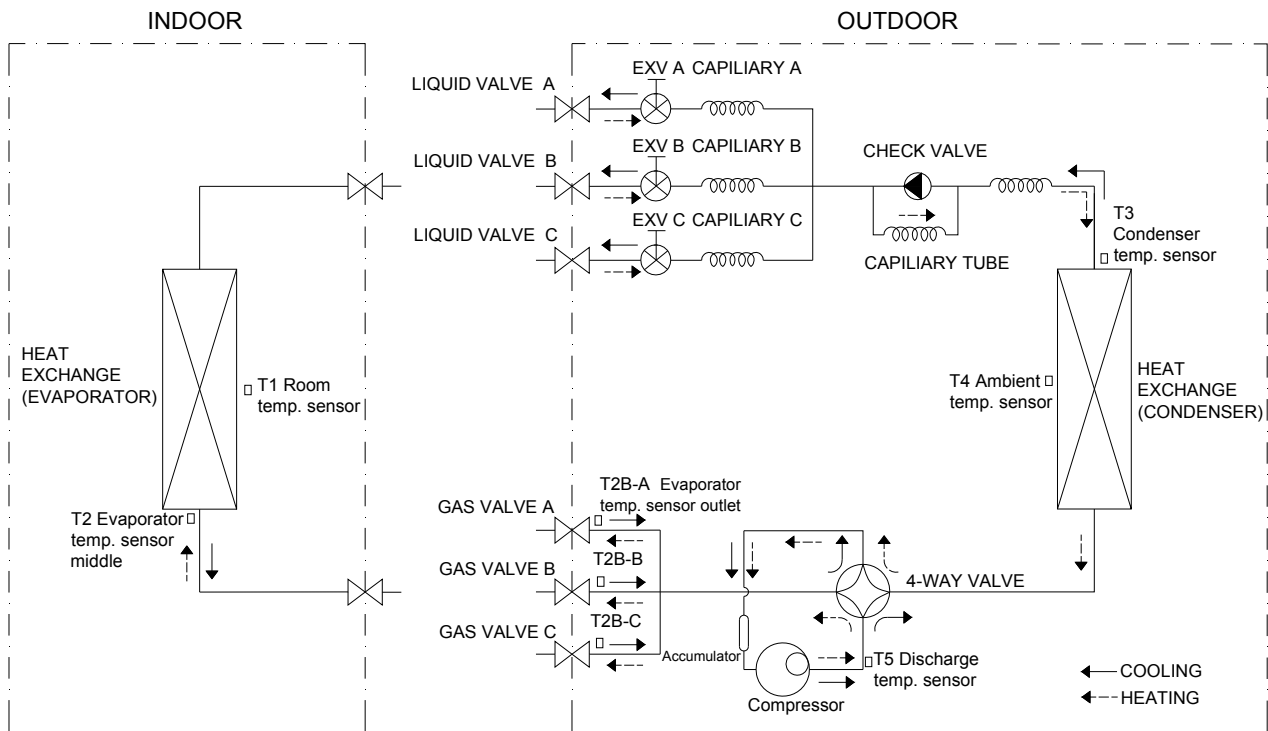 INDOOR
OUTDOOR
LIQUID VALVE A
EXV A CAPILIARY A
LIQUID VALVE B
EXV B CAPILIARY B
LIQUID VALVE C
EXV C CAPILIARY C
CHECK VALVE
CAPILIARY TUBE
T3
Condenser
temp. sensor
HEAT
EXCHANGE
(EVAPORATOR)
T1 Room
temp. sensor
T4 Ambient
temp. sensor
HEAT
EXCHANGE
(CONDENSER)
T2 Evaporator
temp. sensor
middle
GAS VALVE A
T2B-A Evaporator
temp. sensor outlet
GAS VALVE B
T2B-B
GAS VALVE C
T2B-C
4-WAY VALVE
Accumulator
Compressor
T5 Discharge
temp. sensor
COOLING
HEATING